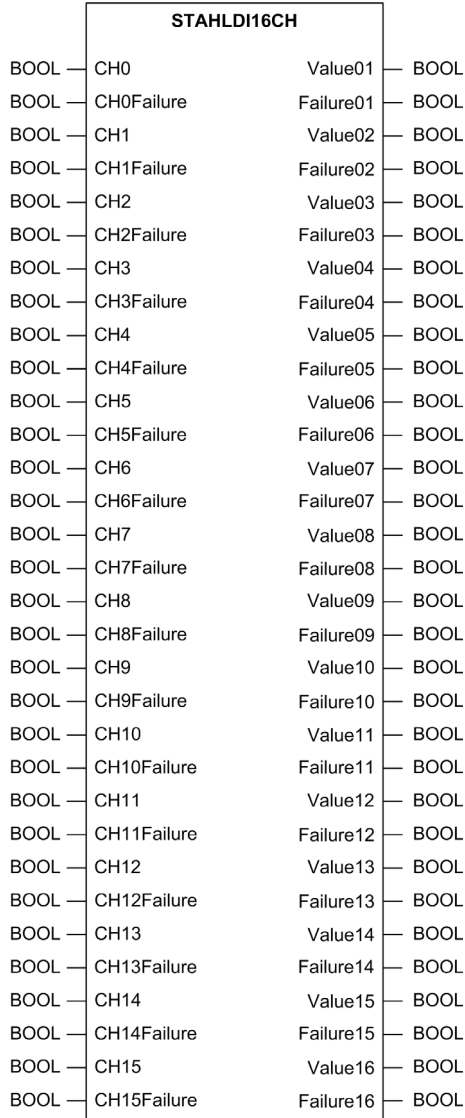 STAHLDI16CH
BOOL CH0 Value01 BOOL
BOOL CH0Failure Failure01 BOOL
BOOL CH1 Value02 BOOL
BOOL CH1Failure Failure02 BOOL
BOOL CH2 Value03 BOOL
BOOL CH2Failure Failure03 BOOL
BOOL CH3 Value04 BOOL
BOOL CH3Failure Failure04 BOOL
BOOL CH4 Value05 BOOL
BOOL CH4Failure Failure05 BOOL
BOOL CH5 Value06 BOOL
BOOL CH5Failure Failure06 BOOL
BOOL CH6 Value07 BOOL
BOOL CH6Failure Failure07 BOOL
BOOL CH7 Value08 BOOL
BOOL CH7Failure Failure08 BOOL
BOOL CH8 Value09 BOOL
BOOL CH8Failure Failure09 BOOL
BOOL CH9 Value10 BOOL
BOOL CH9Failure Failure10 BOOL
BOOL CH10 Value11 BOOL
BOOL CH10Failure Failure11 BOOL
BOOL CH11 Value12 BOOL
BOOL CH11Failure Failure12 BOOL
BOOL CH12 Value13 BOOL
BOOL CH12Failure Failure13 BOOL
BOOL CH13 Value14 BOOL
BOOL CH13Failure Failure14 BOOL
BOOL CH14 Value15 BOOL
BOOL CH14Failure Failure15 BOOL
BOOL CH15 Value16 BOOL
BOOL CH15Failure Failure16 BOOL